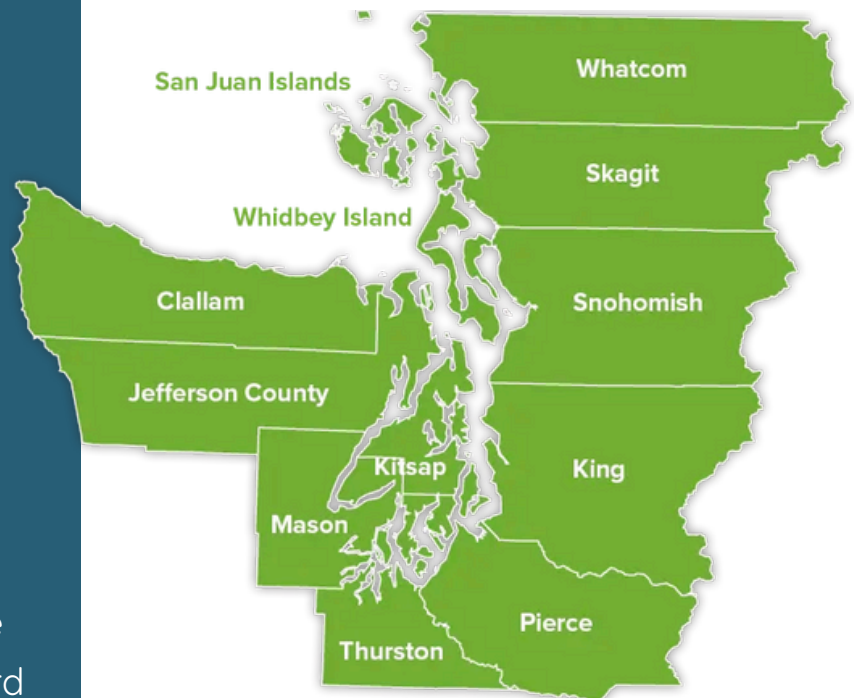 San Juan Islands
Whatcom
Skagit
Whidbey Island
Clallam
Snohomish
Jefferson County
Kitsap
King
Mason
Pierce
Thurston